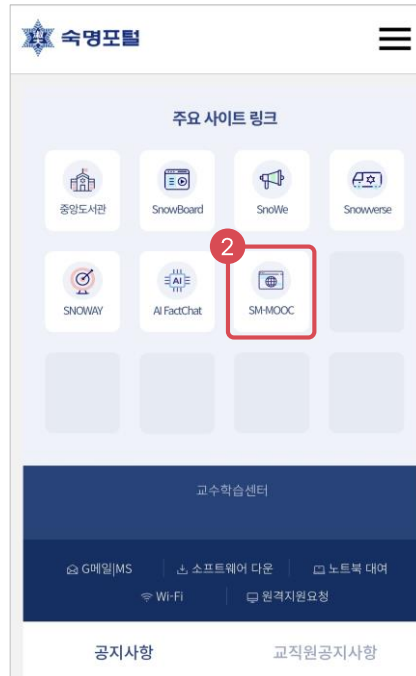 숙명포털
주요 사이트 링크
중앙도서관 SnowBoard SnoWe Snowverse
2
SNOWAY AI FactChat SM-MOOC
교수학습센터
G메일|MS 소프트웨어 다운 노트북 대여
Wi-Fi 원격지원요청
공지사항 교직원공지사항